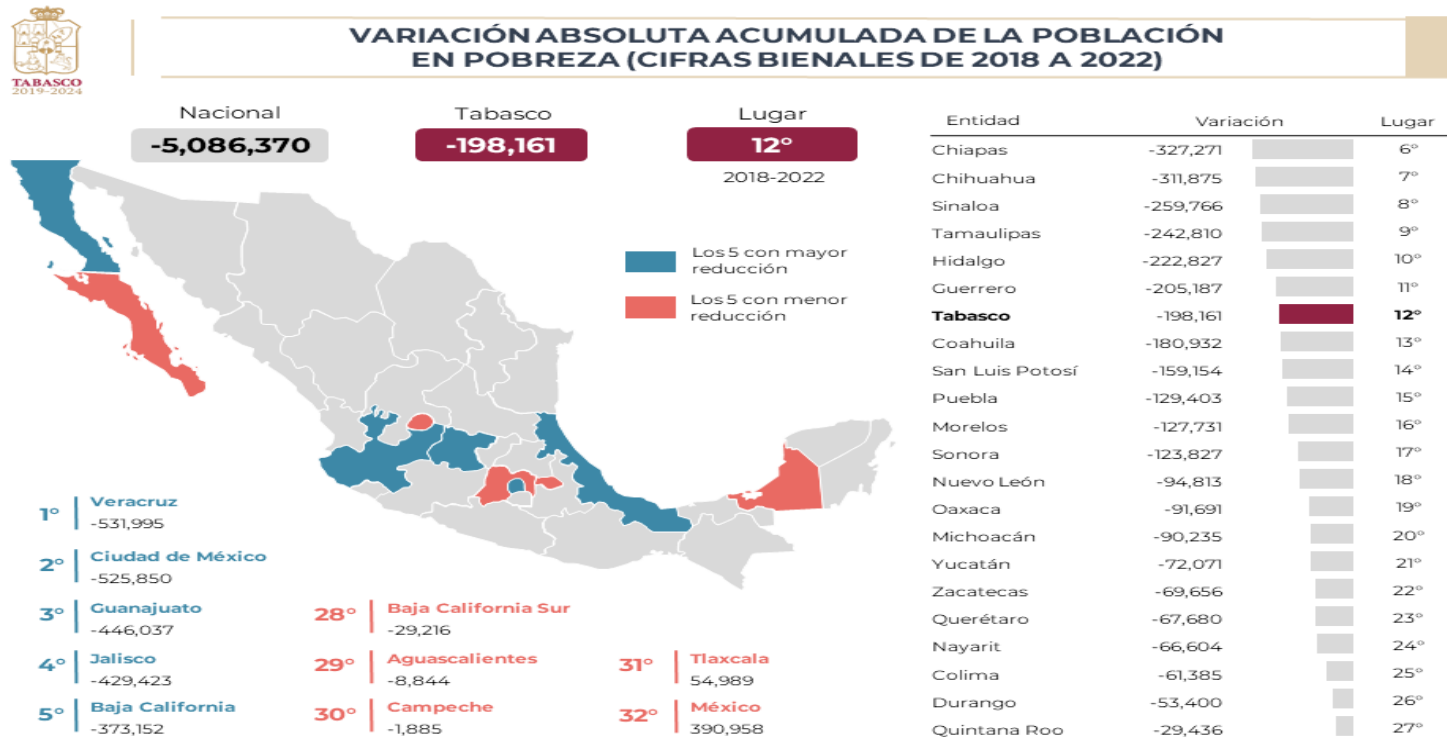 TABASCO
2019-2024
VARIACIÓN ABSOLUTA ACUMULADA DE LA POBLACIÓN
EN POBREZA (CIFRAS BIENALES DE 2018 A 2022)
Nacional
-5,086,370
Tabasco
-198,161
Lugar
12°
2018-2022
Los 5 con mayor
reducción
Los 5 con menor
reducción
1° Veracruz
-531,995
2° Ciudad de México
-525,850
3° Guanajuato
-446,037
4° Jalisco
-429,423
5° Baja California
-373,152
28° Baja California Sur
-29,216
29° Aguascalientes
-8,844
30° Campeche
-1,885
31° Tlaxcala
54,989
32° México
390,958
Entidad Variación Lugar
Chiapas -327,271 6°
Chihuahua -311,875 7°
Sinaloa -259,766 8°
Tamaulipas -242,810 9°
Hidalgo -222,827 10°
Guerrero -205,187 11°
Tabasco -198,161 12°
Coahuila -180,932 13°
San Luis Potosí -159,154 14°
Puebla -129,403 15°
Morelos -127,731 16°
Sonora -123,827 17°
Nuevo León -94,813 18°
Oaxaca -91,691 19°
Michoacán -90,235 20°
Yucatán -72,071 21°
Zacatecas -69,656 22°
Querétaro -67,680 23°
Nayarit -66,604 24°
Colima -61,385 25°
Durango -53,400 26°
Quintana Roo -29,436 27°